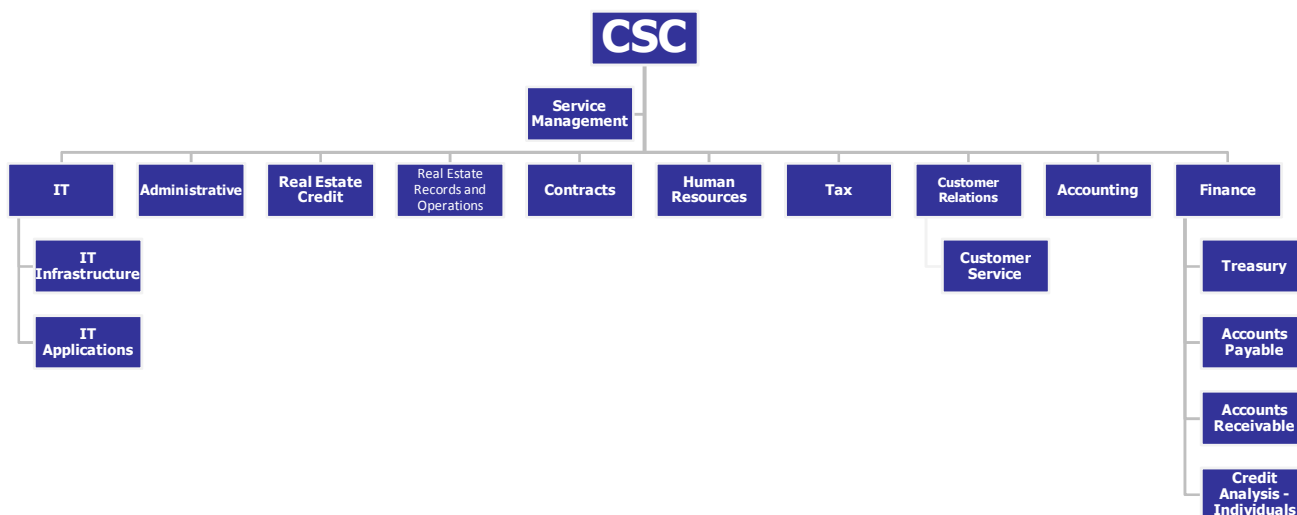 CSC
Service
Management
IT
Administrative
Real Estate
Credit
Real Estate
Records and
Operations
Contracts
Human
Resources
Tax
Customer
Relations
Accounting
Finance
IT
Infrastructure
Customer
Service
Treasury
IT
Applications
Accounts
Payable
Accounts
Receivable
Credit
Analysis -
Individuals